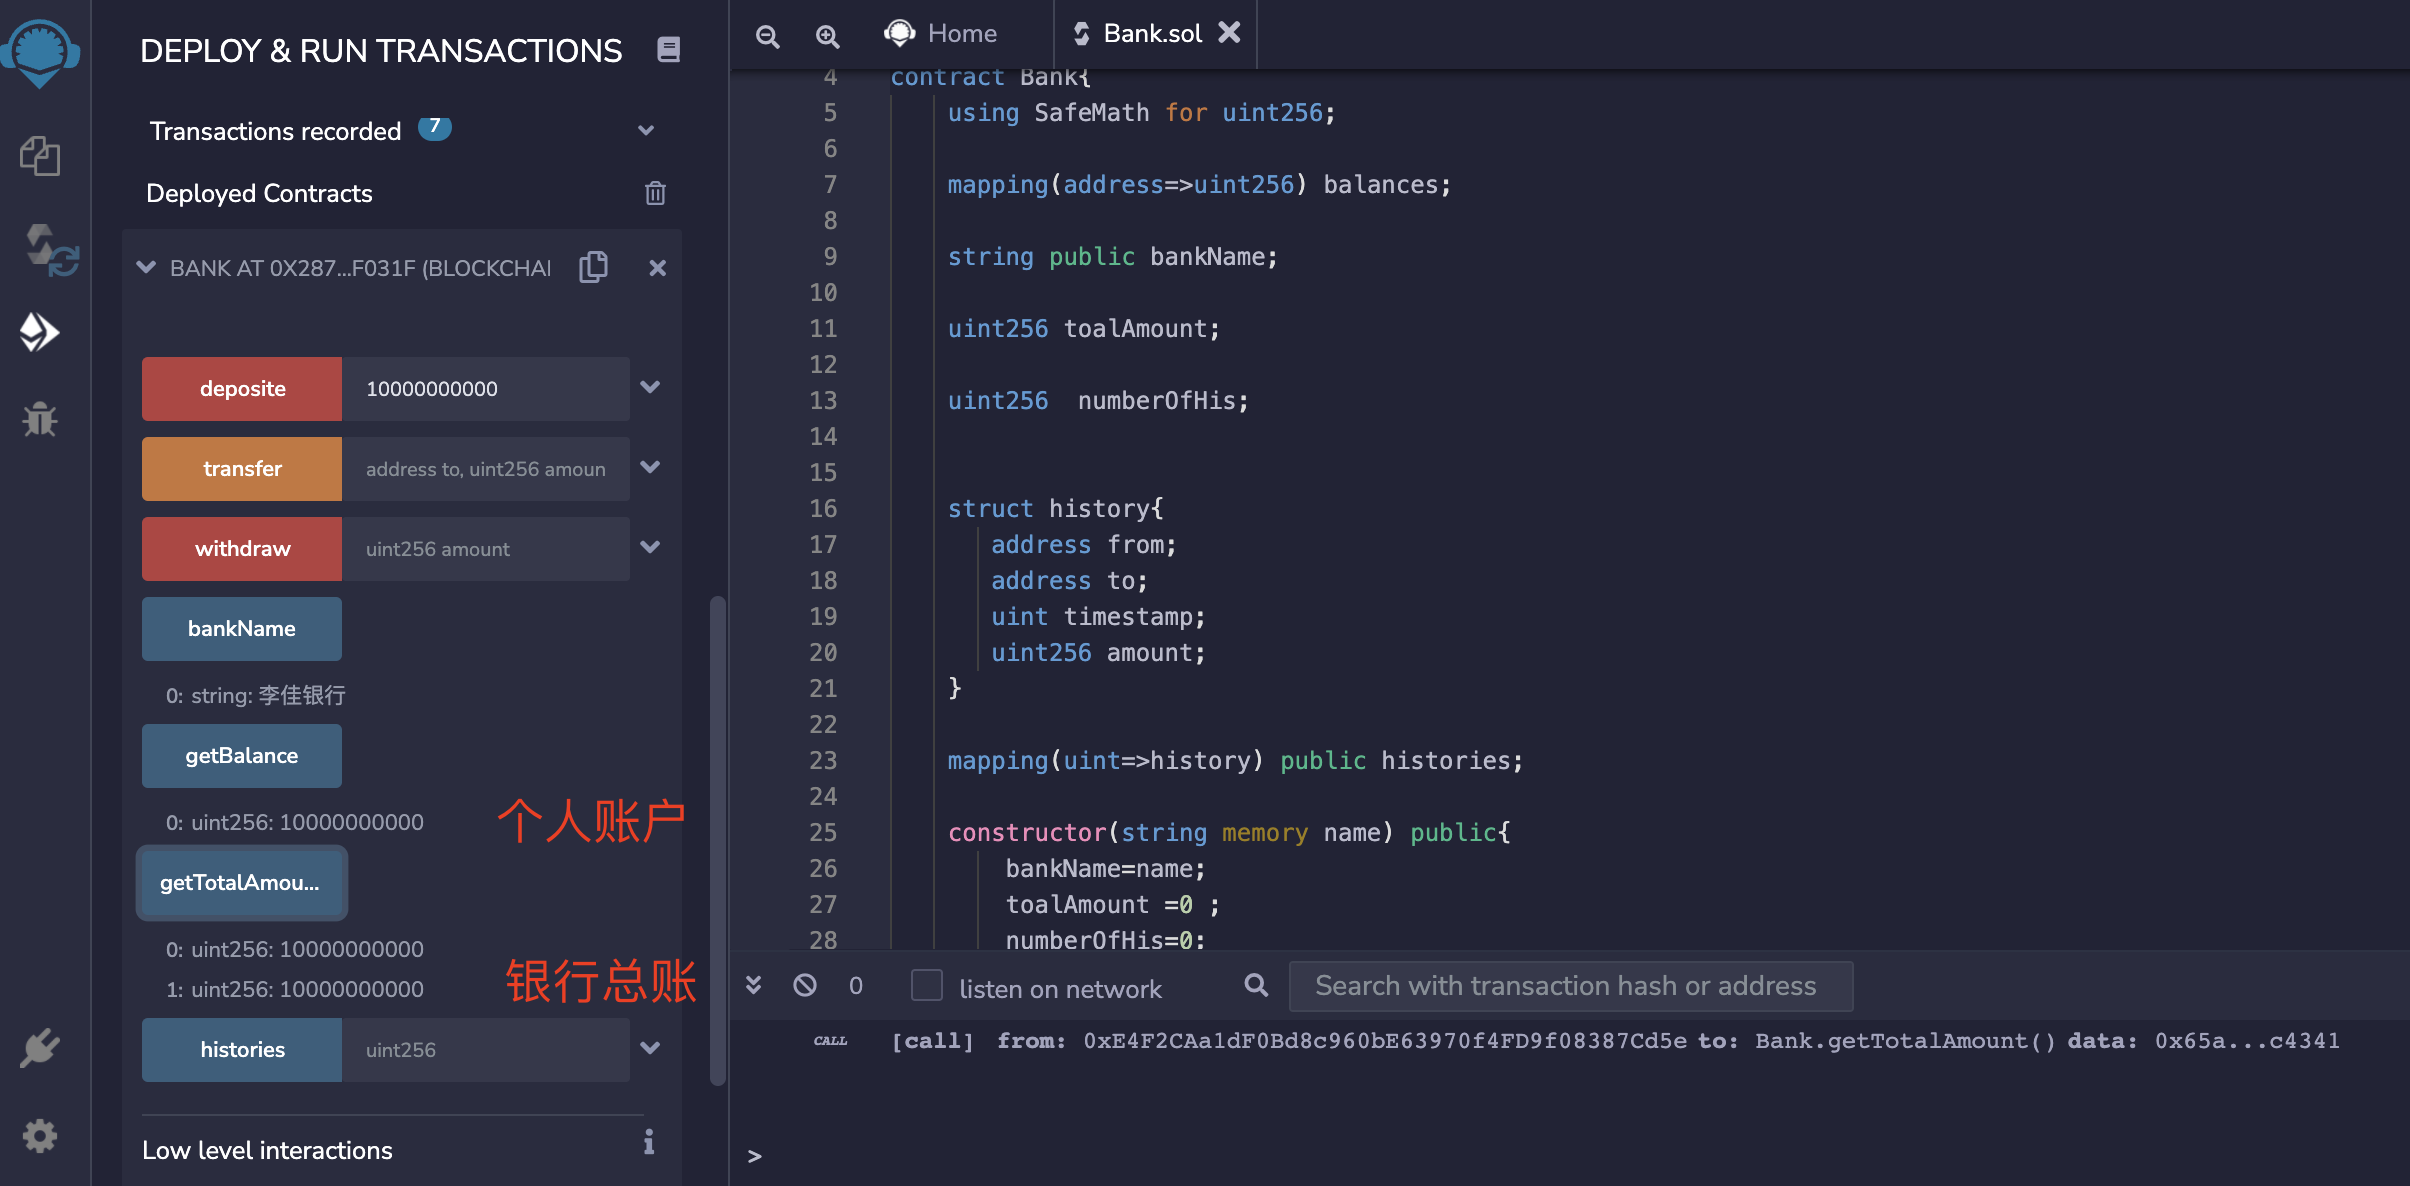 DEPLOY & RUN TRANSACTIONS
Transactions recorded 7
Deployed Contracts
BANK AT 0X287...F031F (BLOCKCHAI
deposite 10000000000
transfer address to, uint256 amoun
withdraw uint256 amount
bankName
0: string: 李佳银行
getBalance
0: uint256: 10000000000
个人账户
getTotalAmou...
0: uint256: 10000000000
1: uint256: 10000000000
银行总账
histories uint256
Low level interactions
Home
Bank.sol
4 contract Bank{
5 using SafeMath for uint256;
6
7 mapping(address=>uint256) balances;
8
9 string public bankName;
10
11 uint256 toalAmount;
12
13 uint256  numberOfHis;
14
15
16 struct history{
17 address from;
18 address to;
19 uint timestamp;
20 uint256 amount;
21 }
22
23 mapping(uint=>history) public histories;
24
25 constructor(string memory name) public{
26 bankName=name;
27 toalAmount =0 ;
28 numberOfHis=0;
0 listen on network Search with transaction hash or address
CALL [call] from: 0xE4F2CAa1dF0Bd8c960bE63970f4FD9f08387Cd5e to: Bank.getTotalAmount() data: 0x65a...c4341
>